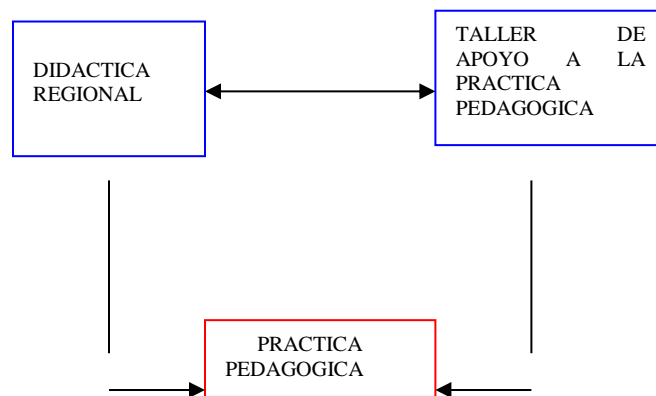 DIDACTICA
REGIONAL
TALLER DE
APOYO A LA
PRACTICA
PEDAGOGICA
PRACTICA
PEDAGOGICA